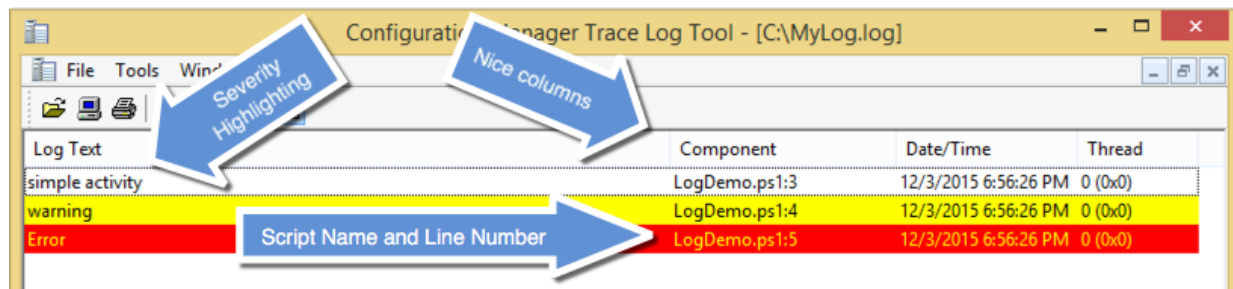 Configuratio nager Trace Log Tool - [C:\MyLog.log]
File Tools Wind
Severity
Highlighting
Nice columns
Log Text Component Date/Time Thread
simple activity LogDemo.ps1:3 12/3/2015 6:56:26 PM 0 (0x0)
warning LogDemo.ps1:4 12/3/2015 6:56:26 PM 0 (0x0)
Error Script Name and Line Number LogDemo.ps1:5 12/3/2015 6:56:26 PM 0 (0x0)